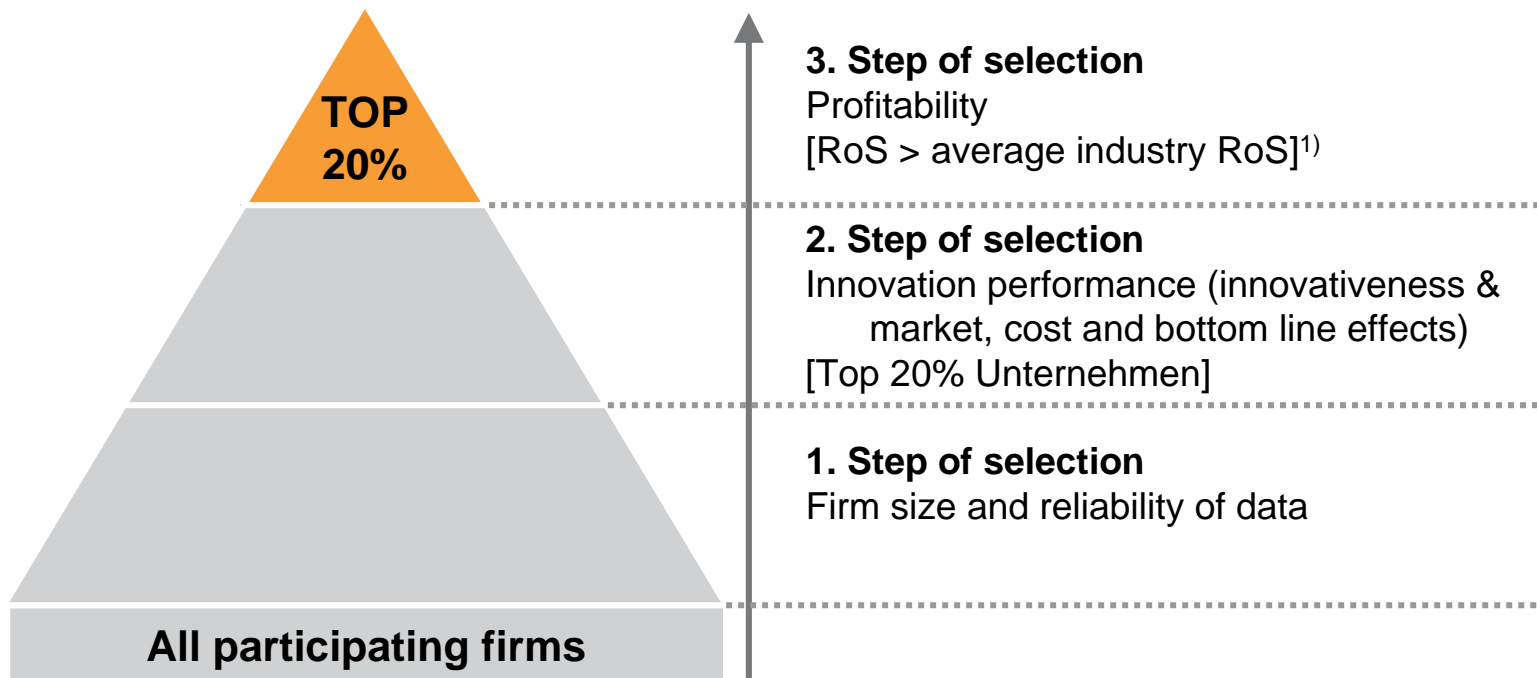 TOP
20%
All participating firms
3. Step of selection
Profitability
[RoS > average industry RoS]1)
2. Step of selection
Innovation performance (innovativeness &
market, cost and bottom line effects)
[Top 20% Unternehmen]
1. Step of selection
Firm size and reliability of data